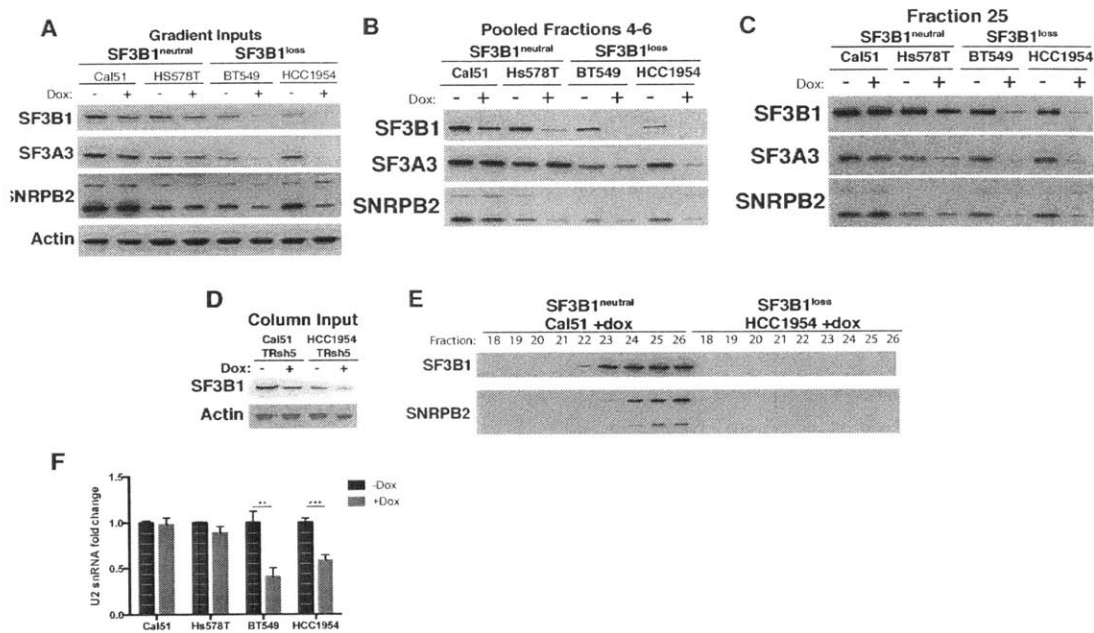 A
Gradient Inputs
SF3B1neutral SF3B1loss
Cal51 HS578T BT549 HCC1954
Dox: - + - + - + - +
SF3B1
SF3A3
SNRPB2
Actin
B
Pooled Fractions 4-6
SF3B1neutral SF3B1loss
Cal51 Hs578T BT549 HCC1954
Dox: - + - + - + - +
SF3B1
SF3A3
SNRPB2
C
Fraction 25
SF3B1neutral SF3B1loss
Cal51 Hs578T BT549 HCC1954
Dox: - + - + - + - +
SF3B1
SF3A3
SNRPB2
D
Column Input
Cal51 HCC1954
TRsh5 TRsh5
Dox: - + - +
SF3B1
Actin
E
SF3B1neutral SF3B1loss
Cal51 +dox HCC1954 +dox
Fraction: 18 19 20 21 22 23 24 25 26 18 19 20 21 22 23 24 25 26
SF3B1
SNRPB2
F
U2 snRNA fold change
1.5
1.0
0.5
0.0
** ***
-Dox
+Dox
Cal51 Hs578T BT549 HCC1954